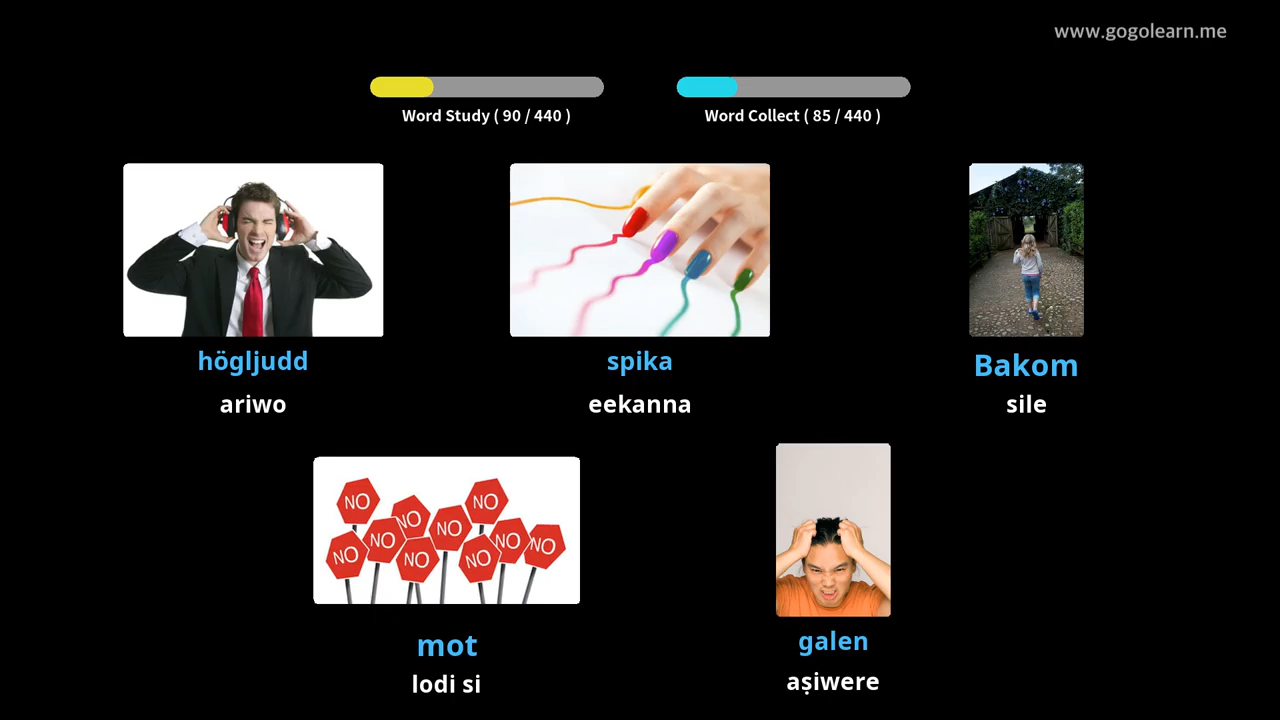 www.gogolearn.me
Word Study ( 90 / 440 )
Word Collect ( 85 / 440 )
högljudd
ariwo
spika
eekanna
Bakom
sile
NO
NO
NO
NO
NO
NO
NO
NO
NO
NO
mot
lodi si
galen
aṣiwere